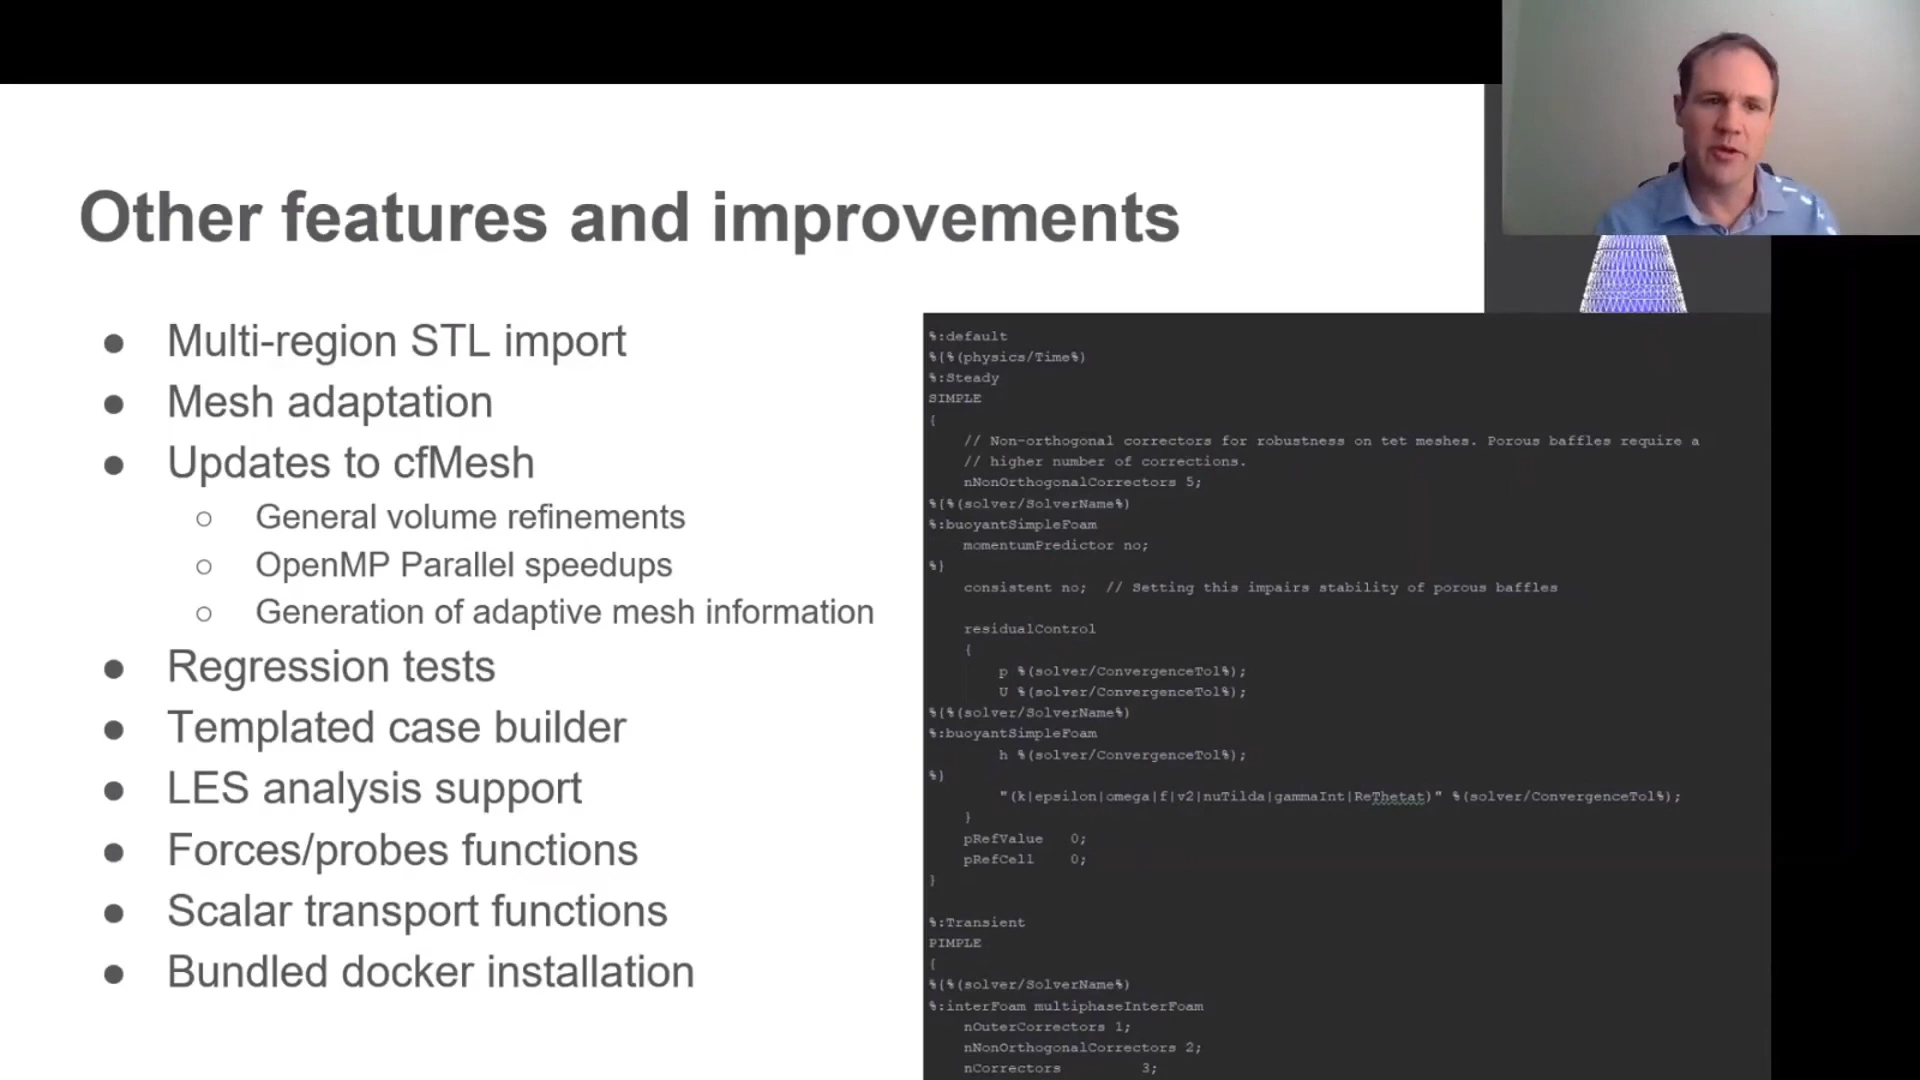 Other features and improvements
● Multi-region STL import
● Mesh adaptation
● Updates to cfMesh
○ General volume refinements
○ OpenMP Parallel speedups
○ Generation of adaptive mesh information
● Regression tests
● Templated case builder
● LES analysis support
● Forces/probes functions
● Scalar transport functions
● Bundled docker installation
%:default
%{%(physics/Time%)
%:Steady
SIMPLE
{
// Non-orthogonal correctors for robustness on tet meshes. Porous baffles require a
// higher number of corrections.
nNonOrthogonalCorrectors 5;
%{%(solver/SolverName%)
%:buoyantSimpleFoam
momentumPredictor no;
%}
consistent no;  // Setting this impairs stability of porous baffles
residualControl
{
p %(solver/ConvergenceTol%);
U %(solver/ConvergenceTol%);
%{%(solver/SolverName%)
%:buoyantSimpleFoam
h %(solver/ConvergenceTol%);
%}
"(k|epsilon|omega|f|v2|nuTilda|gammaInt|ReThetat)" %(solver/ConvergenceTol%);
}
pRefValue   0;
pRefCell    0;
}
%:Transient
PIMPLE
{
%{%(solver/SolverName%)
%:interFoam multiphaseInterFoam
nOuterCorrectors 1;
nNonOrthogonalCorrectors 2;
nCorrectors         3;